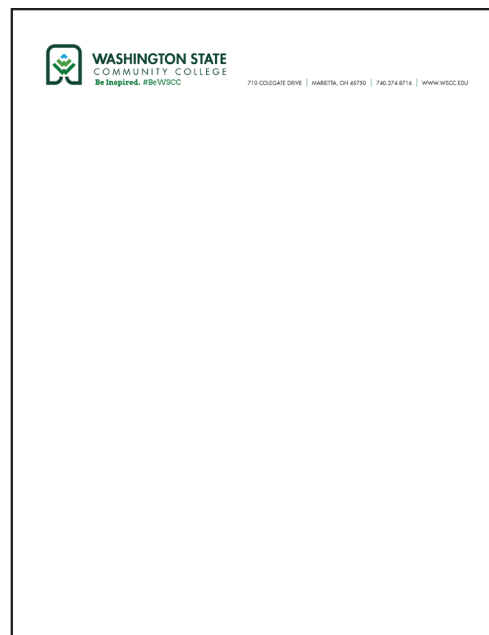 WASHINGTON STATE
COMMUNITY COLLEGE
Be Inspired. #BeWSCC
710 COLEGATE DRIVE | MARIETTA, OH 45750 | 740.374.8716 | WWW.WSCC.EDU